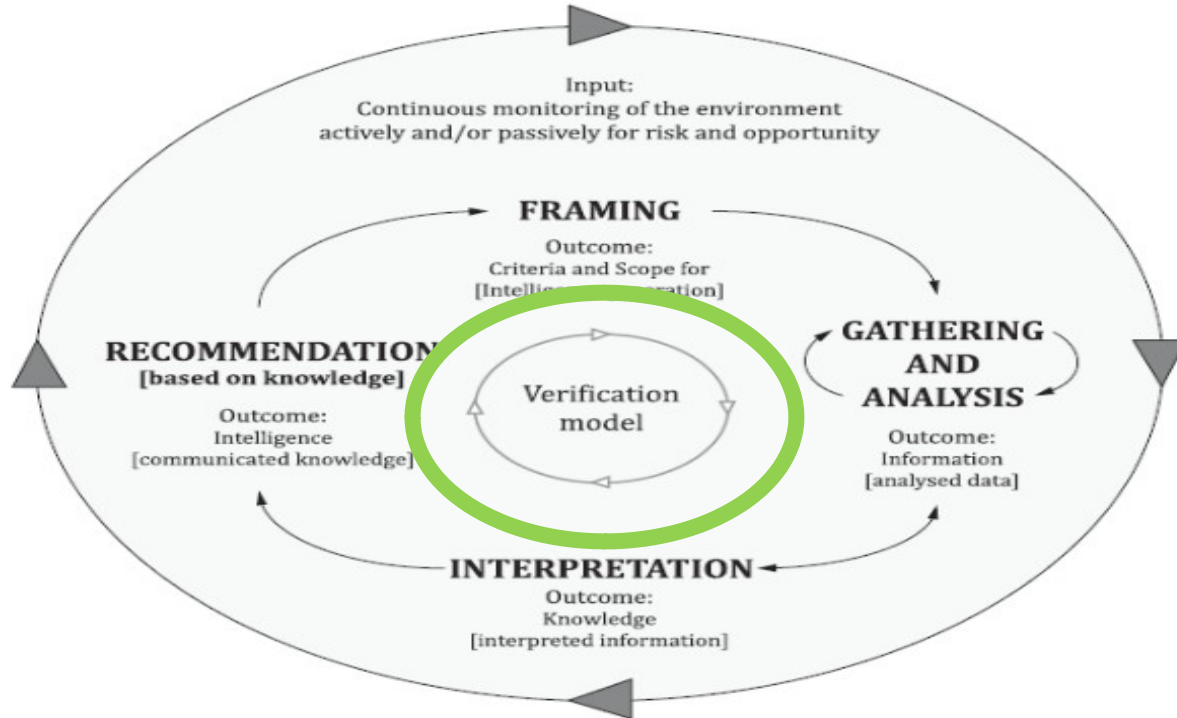 Input:
Continuous monitoring of the environment
actively and/or passively for risk and opportunity
FRAMING
Outcome:
Criteria and Scope for
RECOMMENDATION
[based on knowledge]
Outcome:
Intelligence
[communicated knowledge]
Verification
model
GATHERING
AND
ANALYSIS
Outcome:
Information
[analysed data]
INTERPRETATION
Outcome:
Knowledge
[interpreted information]